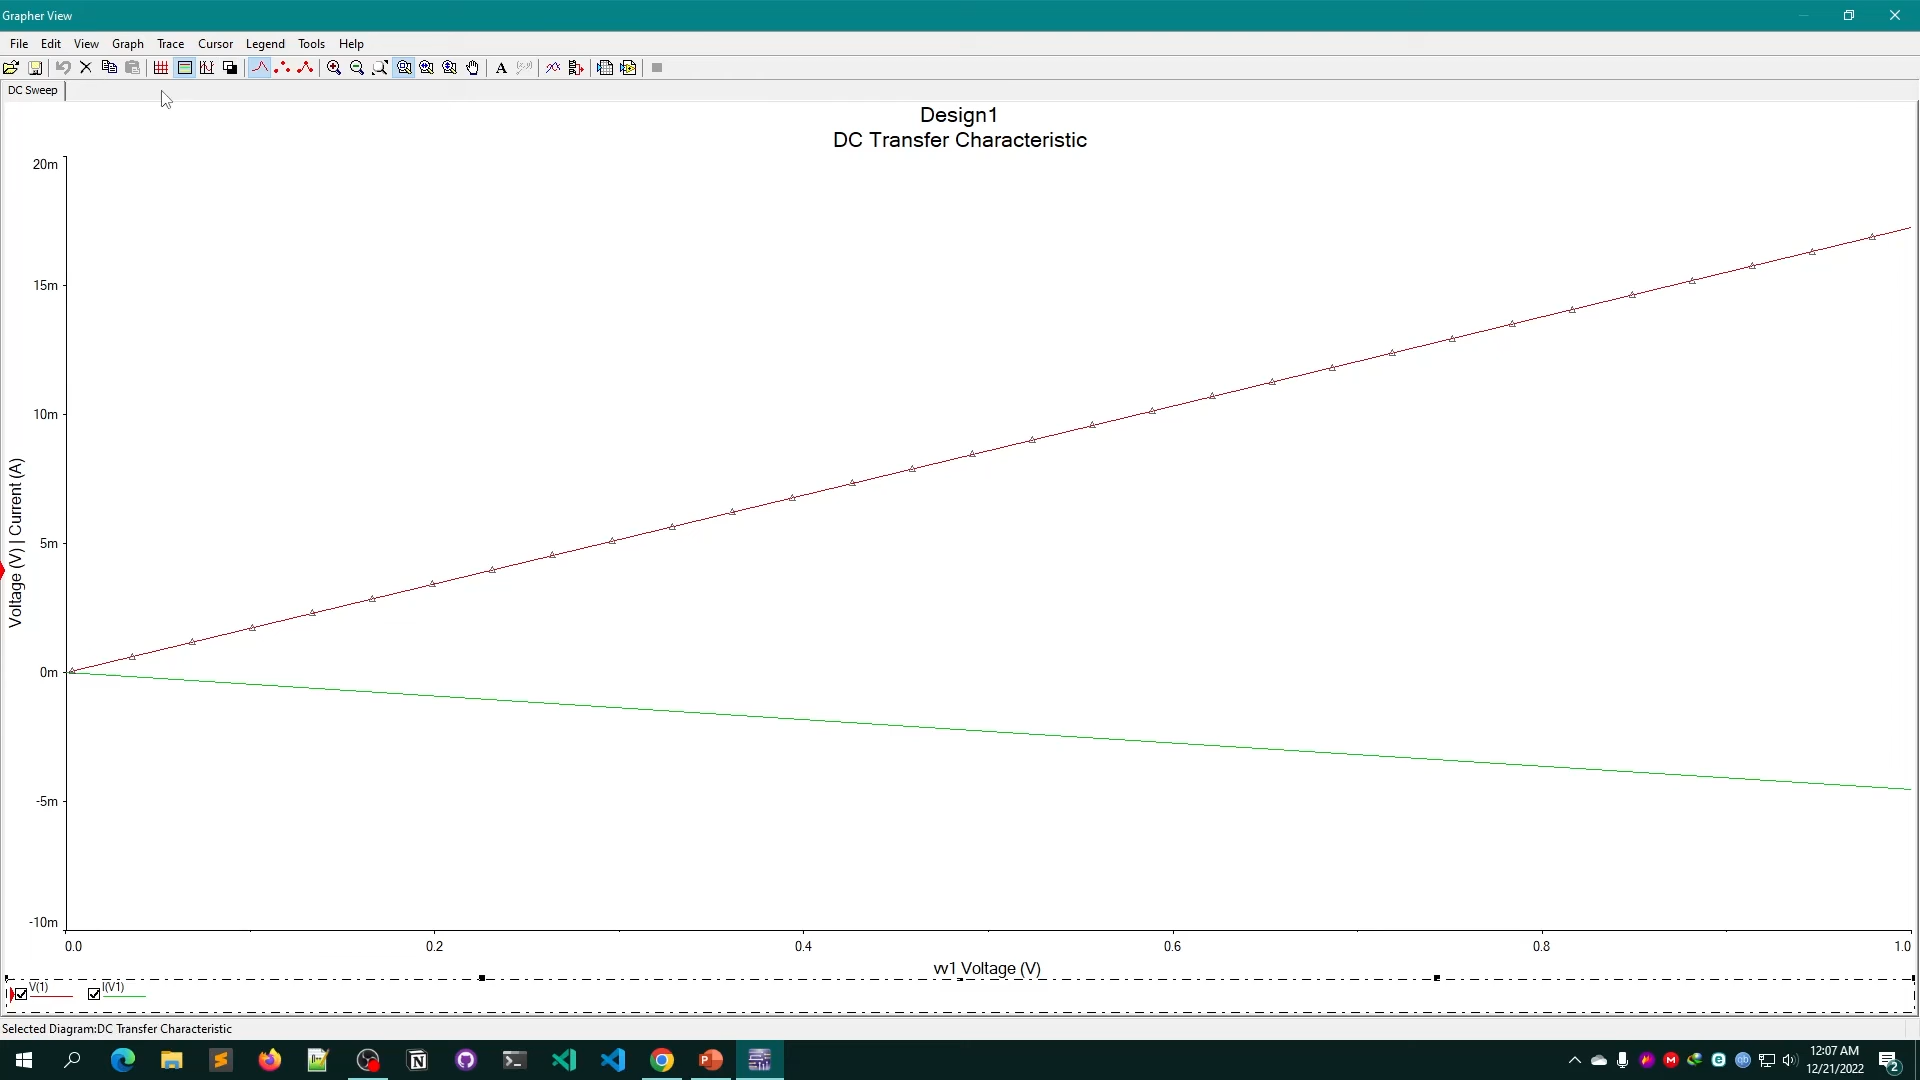 Grapher View
File Edit View Graph Trace Cursor Legend Tools Help
DC Sweep
Design1
DC Transfer Characteristic
20m
15m
10m
5m
0m
-5m
-10m
Voltage (V) | Current (A)
0.0 0.2 0.4 0.6 0.8 1.0
vv1 Voltage (V)
V(1) I(V1)
Selected Diagram:DC Transfer Characteristic
12:07 AM
12/21/2022
2